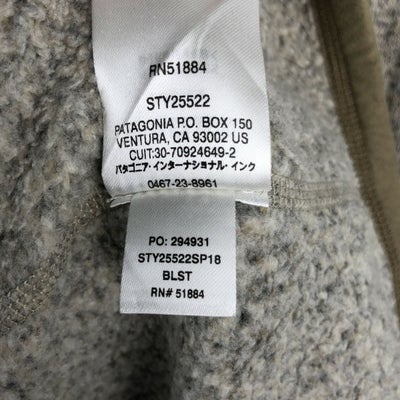 RN51884
STY25522
PATAGONIA P.O. BOX 150
VENTURA, CA 93002 US
CUIT:30-70924649-2
パタゴニア・インターナショナル・インク
0467-23-8961
PO: 294931
STY25522SP18
BLST
RN# 51884